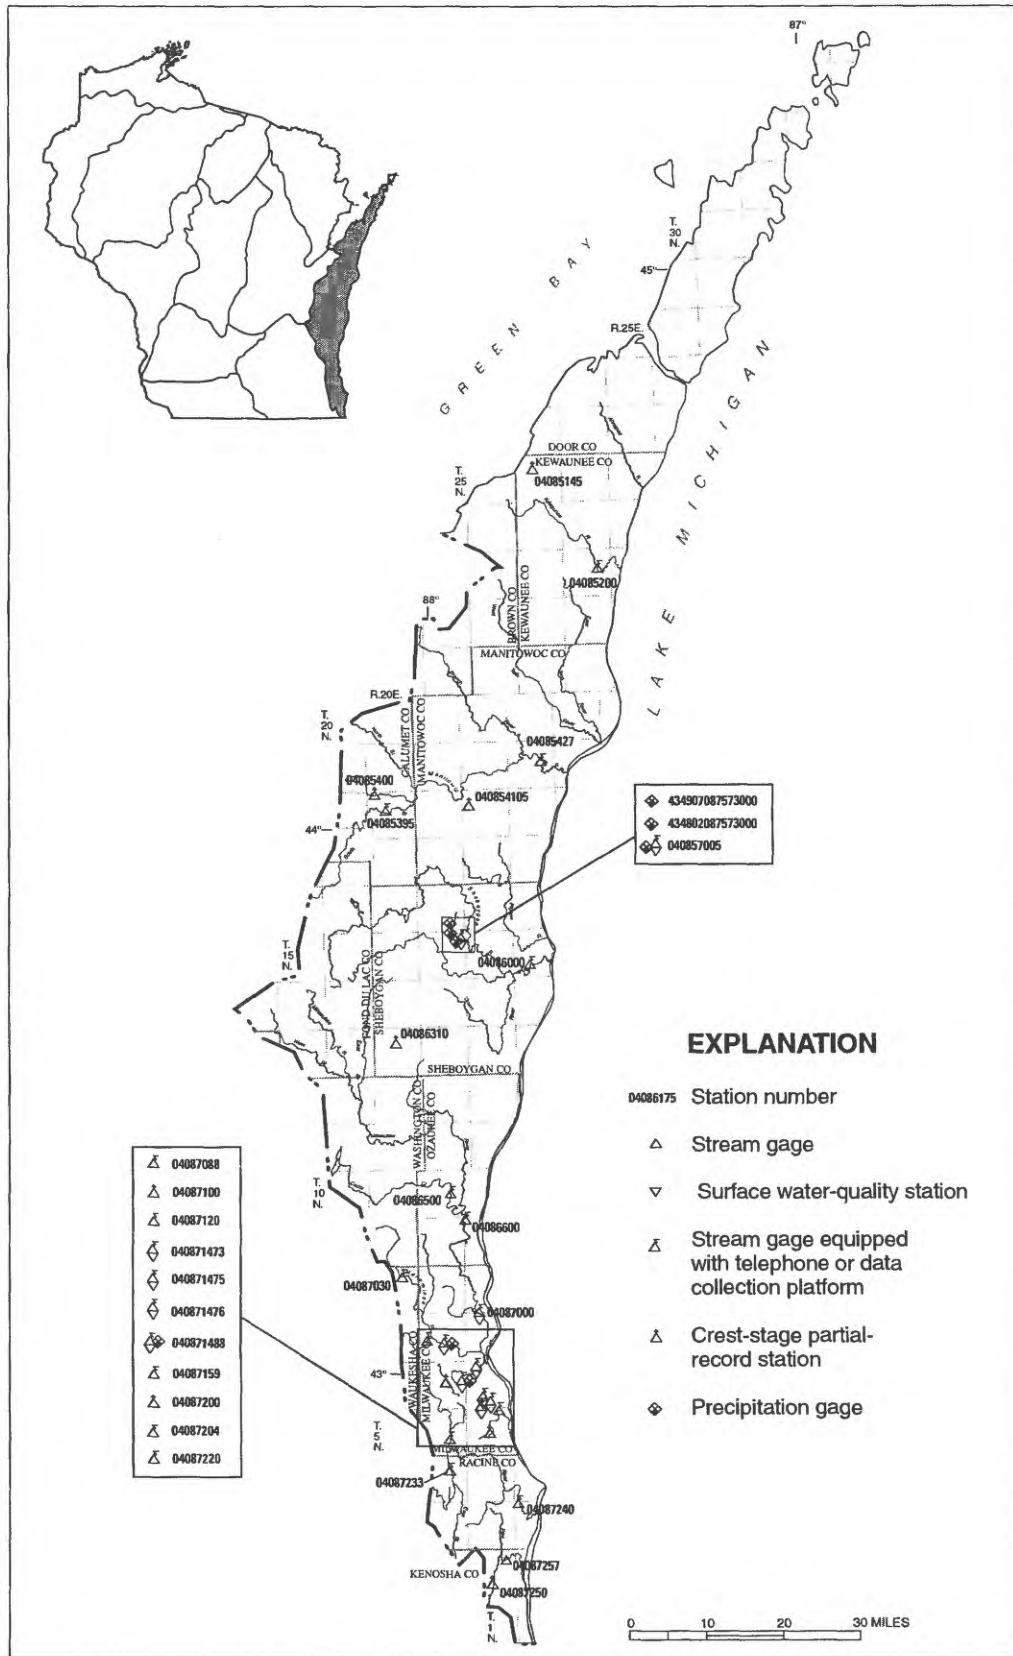 87°
T.
30
N.
45°
GREEN BAY
R.25E.
LAKE MICHIGAN
DOOR CO
KEWAUNEE CO
T.
25
N.
04085145
04085200
88°
BROWN CO
KEWAUNEE CO
MANITOWOC CO
R.20E.
T.
20
N.
CALUMET CO
MANITOWOC CO
04085427
04085400
040854105
04085395
44°
434907087573000
434802087573000
040857005
T.
15
N.
04086000
FOND DU LAC CO
SHEBOYGAN CO
04086310
SHEBOYGAN CO
WASHINGTON CO
OZAUKEE CO
EXPLANATION
04086175 Station number
Stream gage
Surface water-quality station
Stream gage equipped
with telephone or data
collection platform
Crest-stage partial-
record station
Precipitation gage
04087088
04087100
04087120
040871473
040871475
040871476
040871488
04087159
04087200
04087204
04087220
T.
10
N.
04086500
04086600
04087030
04087000
WAUKESHA CO
MILWAUKEE CO
43°
T.
5
N.
MILWAUKEE CO
RACINE CO
04087233
04087240
04087257
KENOSHA CO
04087250
T.
1
N.
0 10 20 30 MILES